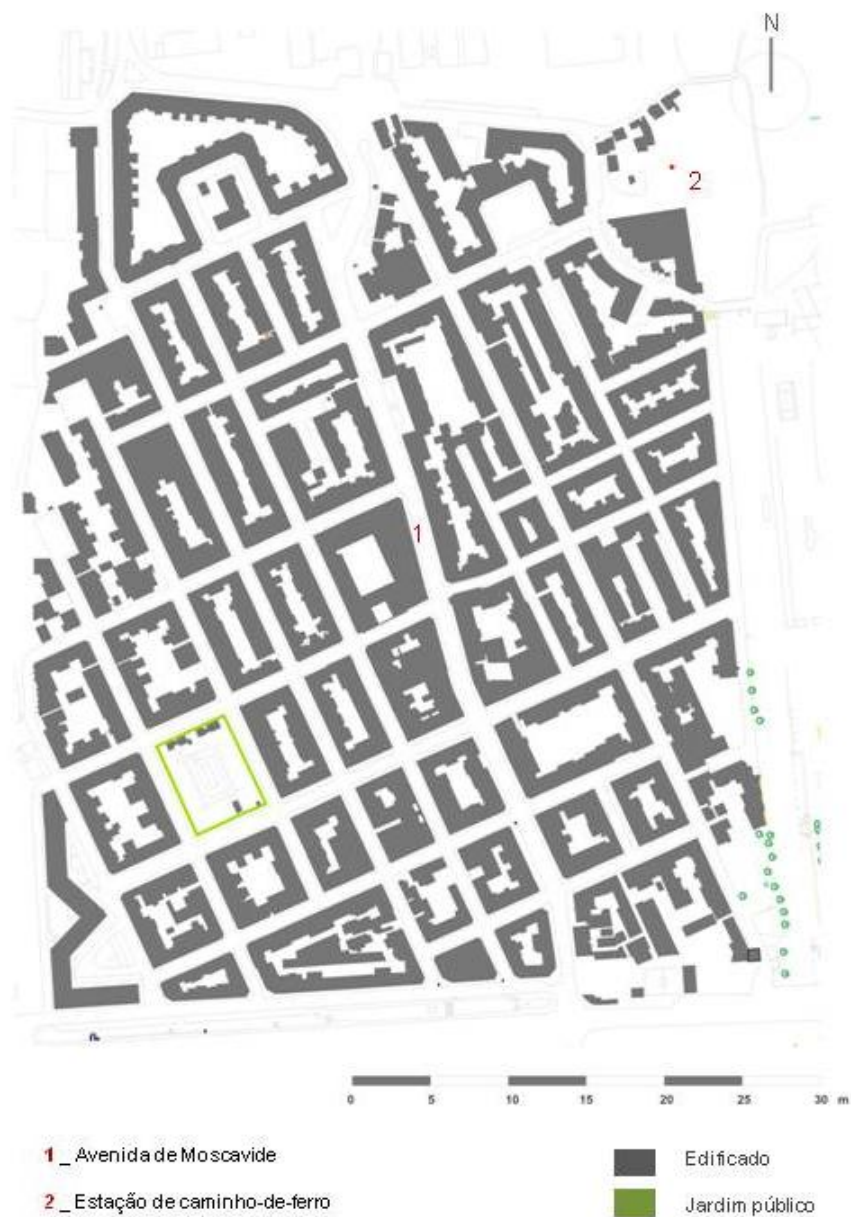 N
2
1
0 5 10 15 20 25 30 m
1 _ Avenida de Moscavide
Edificado
2 _ Estação de caminho-de-ferro
Jardim público